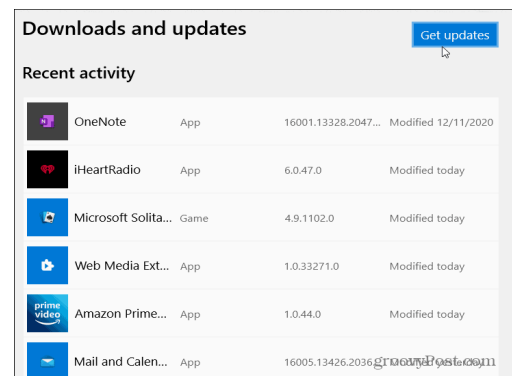 Downloads and updates
Get updates
Recent activity
OneNote App 16001.13328.2047... Modified 12/11/2020
iHeartRadio App 6.0.47.0 Modified today
Microsoft Solita... Game 4.9.1102.0 Modified today
Web Media Ext... App 1.0.33271.0 Modified today
prime video Amazon Prime... App 1.0.44.0 Modified today
Mail and Calen... App 16005.13426.2036. Modified yesterday
groovyPost.com